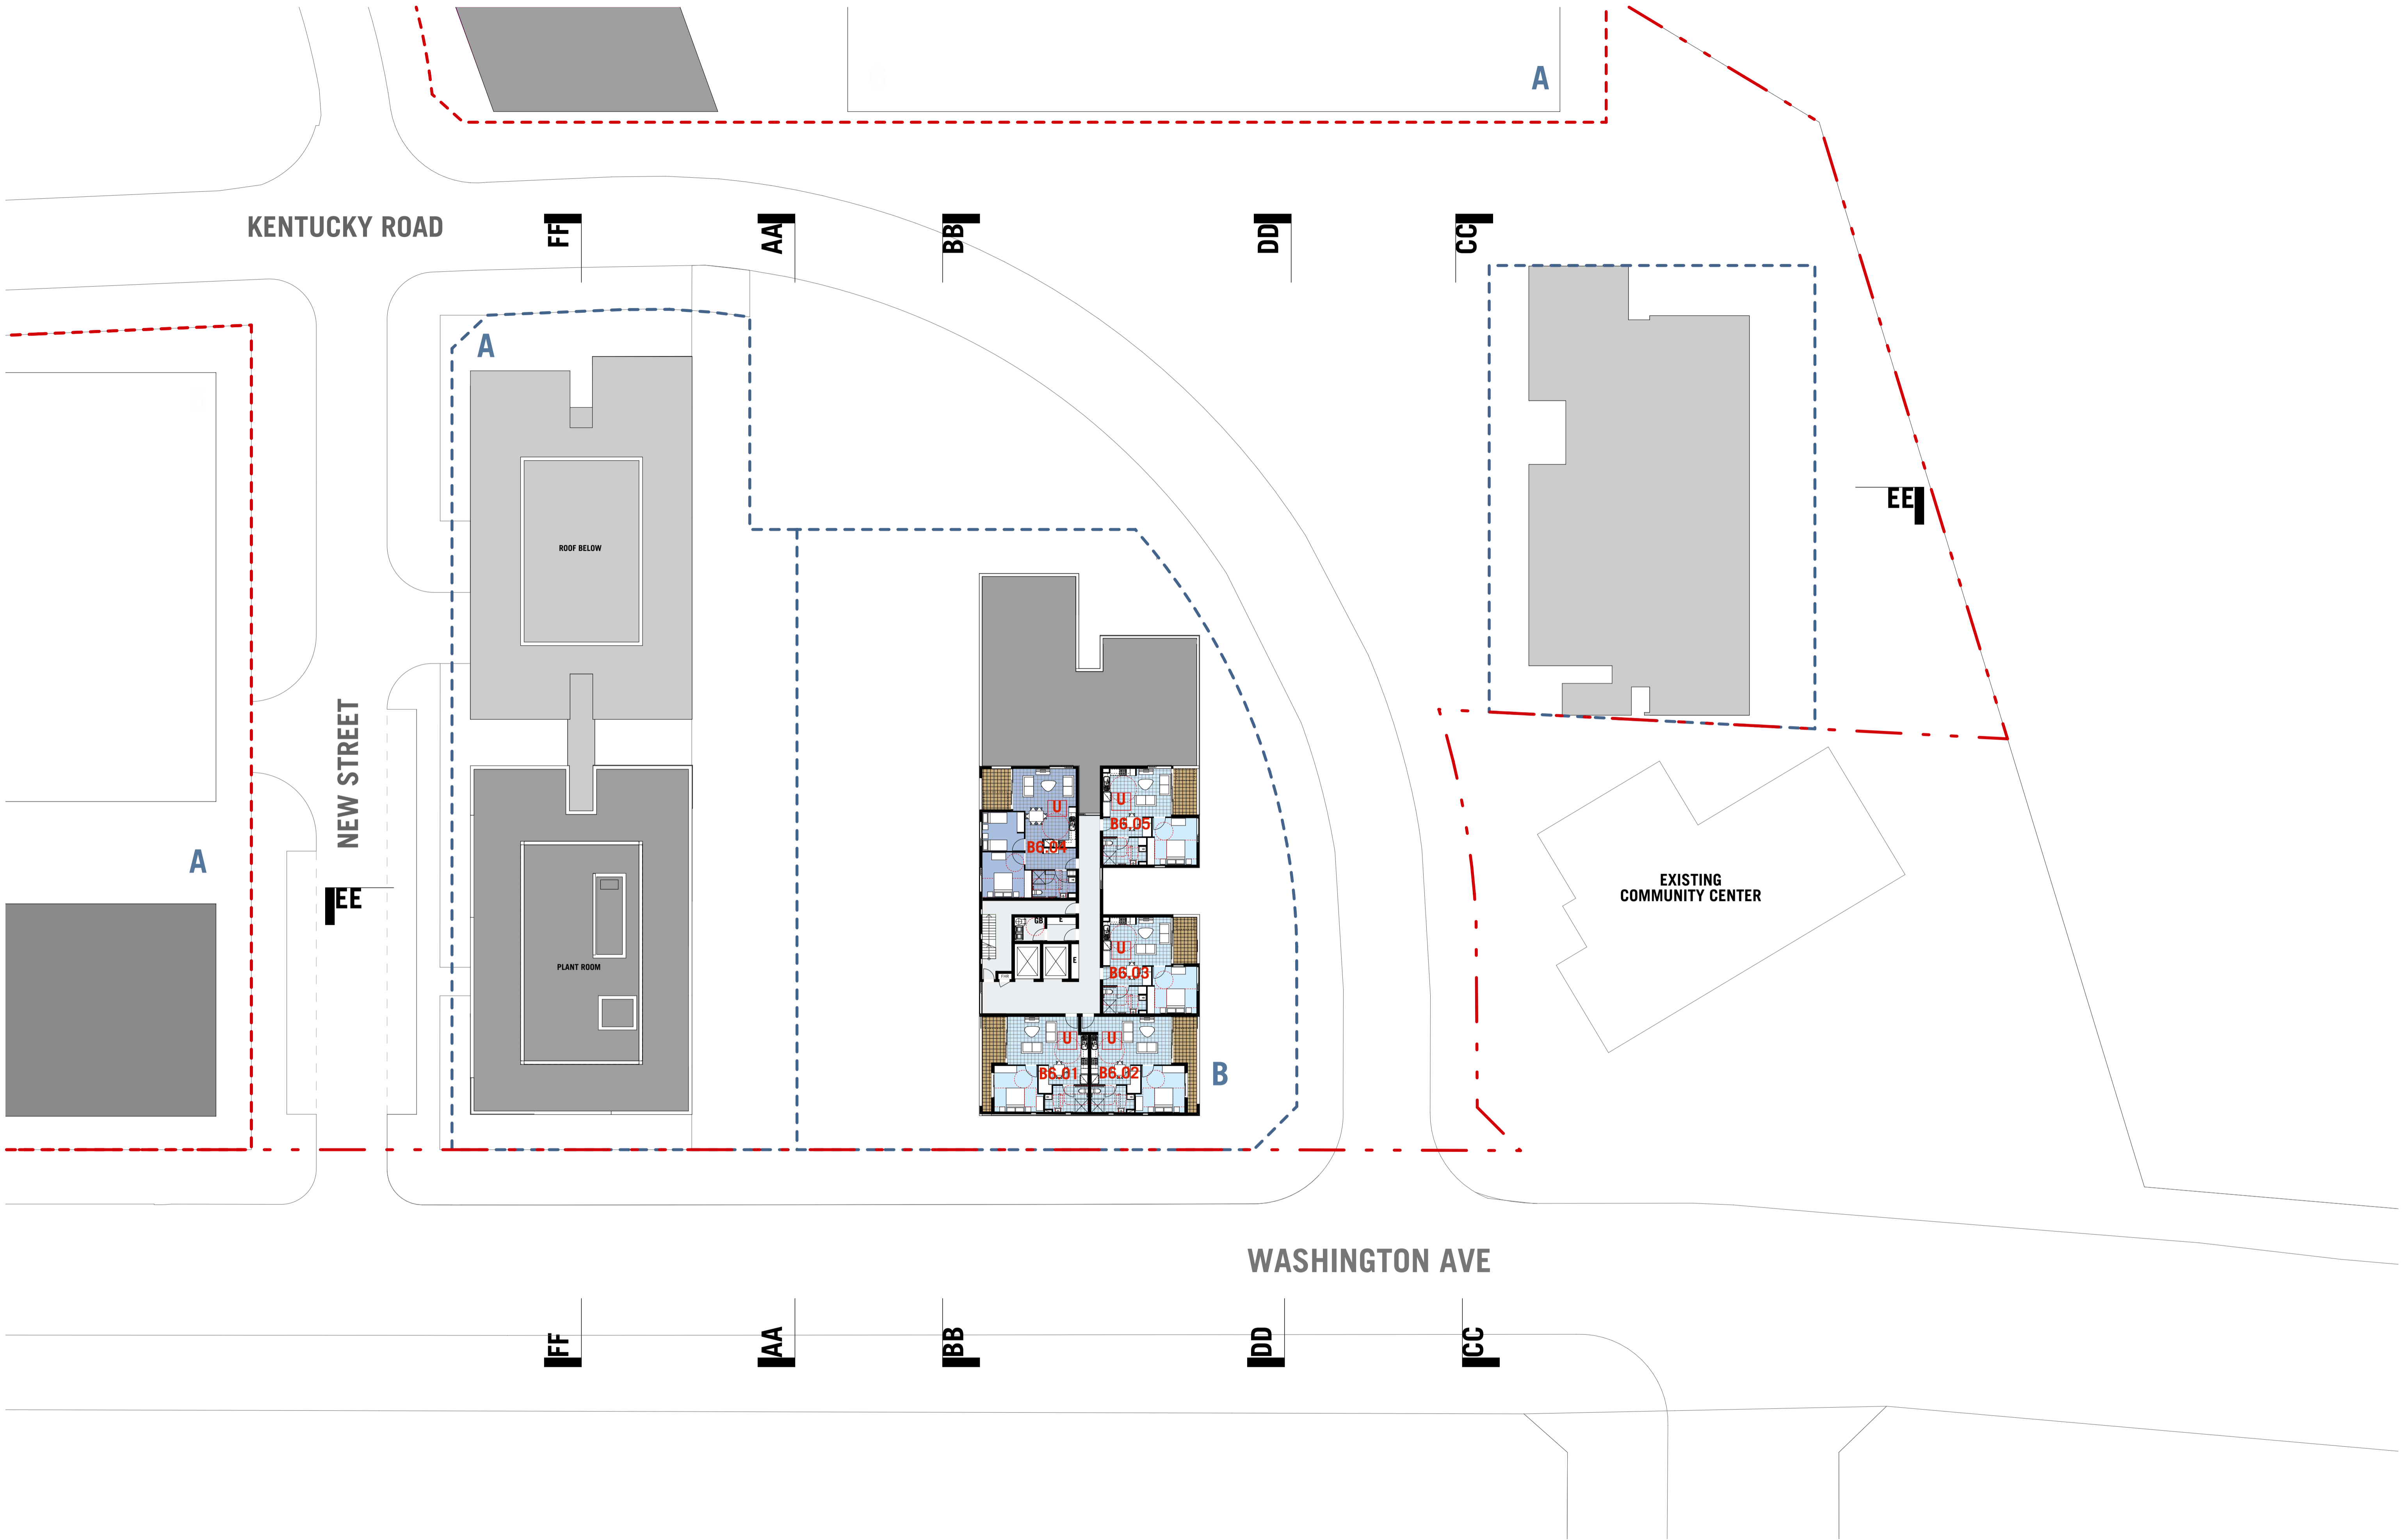 A
KENTUCKY ROAD
FF
AA
BB
DD
CC
A
EE
ROOF BELOW
NEW STREET
U
B6.04
U
B6.05
A
EE
EXISTING
COMMUNITY CENTER
GB
E
U
B6.03
E
PLANT ROOM
U
B6.01
U
B6.02
B
WASHINGTON AVE
FF
AA
BB
DD
CC